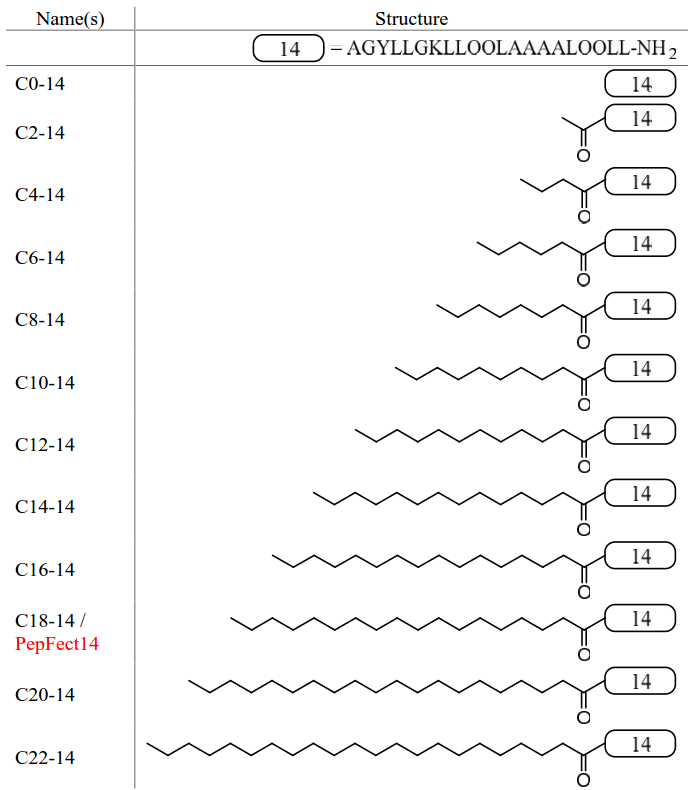 Name(s) Structure
14 = AGYLLGKLLOOLAAAALOOLL-NH2
C0-14 14
C2-14 14
O
C4-14 14
O
C6-14 14
O
C8-14 14
O
C10-14 14
O
C12-14 14
O
C14-14 14
O
C16-14 14
O
C18-14 / 14
PepFect14 O
C20-14 14
O
C22-14 14
O